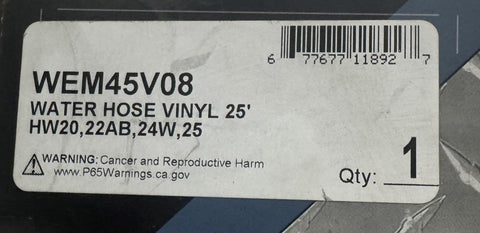 6 77677 11892 7
WEM45V08
WATER HOSE VINYL 25'
HW20,22AB,24W,25
WARNING: Cancer and Reproductive Harm
www.P65Warnings.ca.gov
Qty: 1